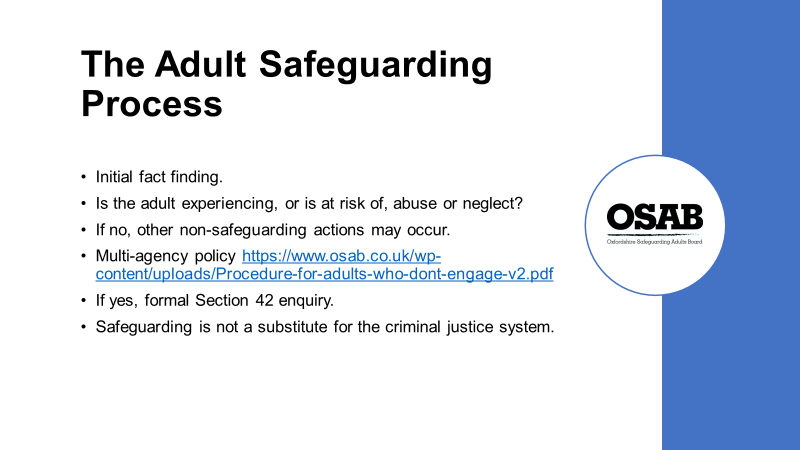 The Adult Safeguarding
Process
• Initial fact finding.
• Is the adult experiencing, or is at risk of, abuse or neglect?
• If no, other non-safeguarding actions may occur.
• Multi-agency policy https://www.osab.co.uk/wp-
content/uploads/Procedure-for-adults-who-dont-engage-v2.pdf
• If yes, formal Section 42 enquiry.
• Safeguarding is not a substitute for the criminal justice system.
OSAB
Oxfordshire Safeguarding Adults Board